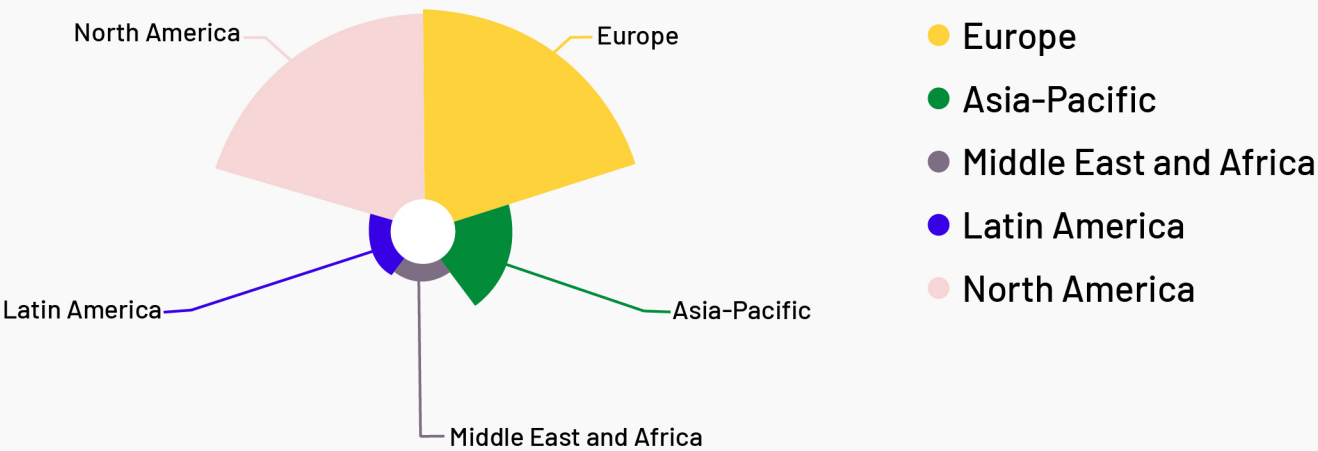 North America
Europe
Latin America
Asia-Pacific
Middle East and Africa
Europe
Asia-Pacific
Middle East and Africa
Latin America
North America